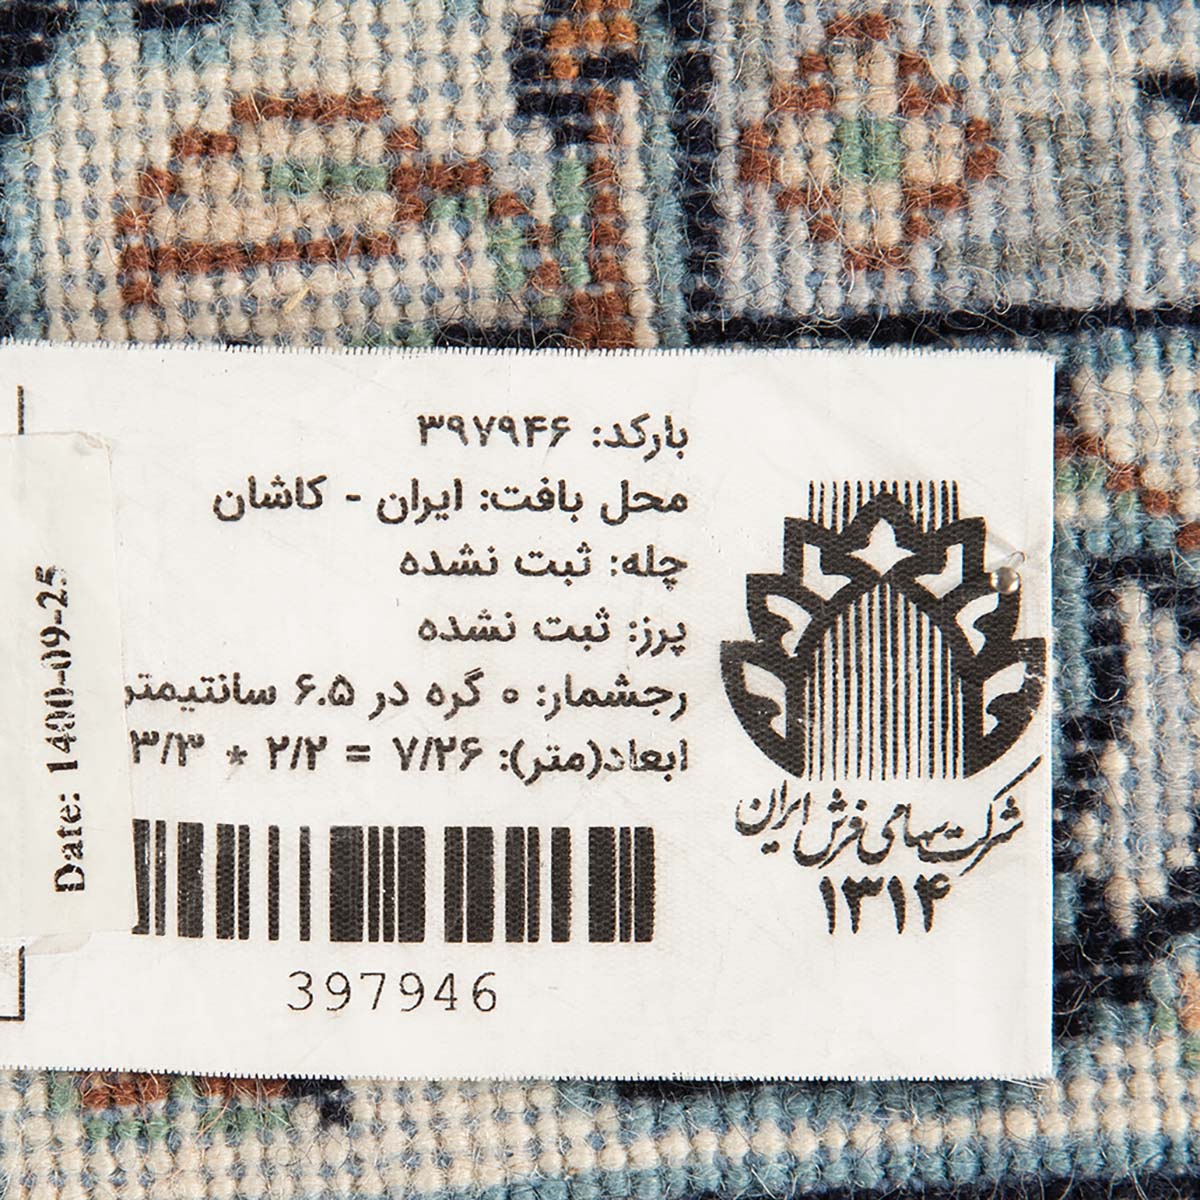 بارکد: ۳۹۷۹۴۶
محل بافت: ایران - کاشان
چله: ثبت نشده
پرز: ثبت نشده
رجشمار: ۰ گره در ۶.۵ سانتیمتر
ابعاد(متر): ۷/۲۶ = ۲/۲ * ۳/۳
397946
شرکت سهامی فرش ایران
۱۳۱۴
Date: 1400-09-25